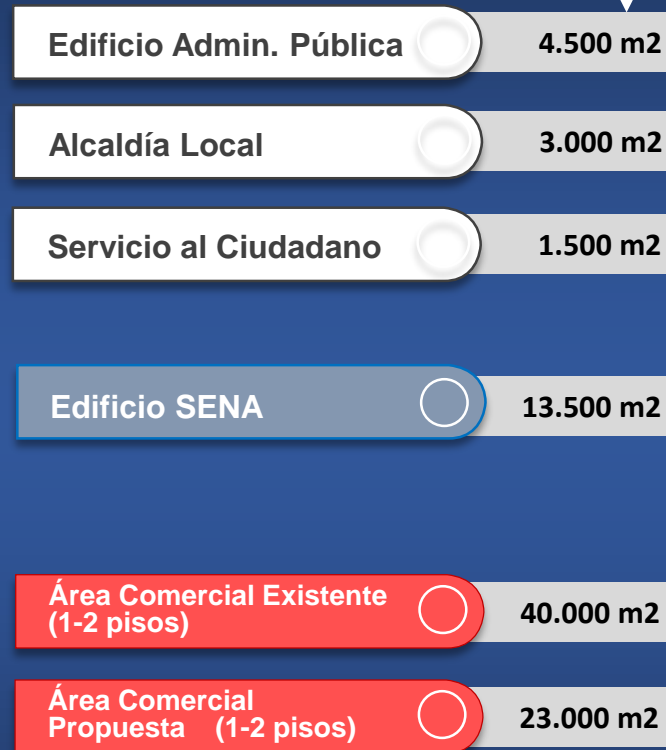 Edificio Admin. Pública 4.500 m2
Alcaldía Local 3.000 m2
Servicio al Ciudadano 1.500 m2
Edificio SENA 13.500 m2
Área Comercial Existente
(1-2 pisos) 40.000 m2
Área Comercial
Propuesta (1-2 pisos) 23.000 m2